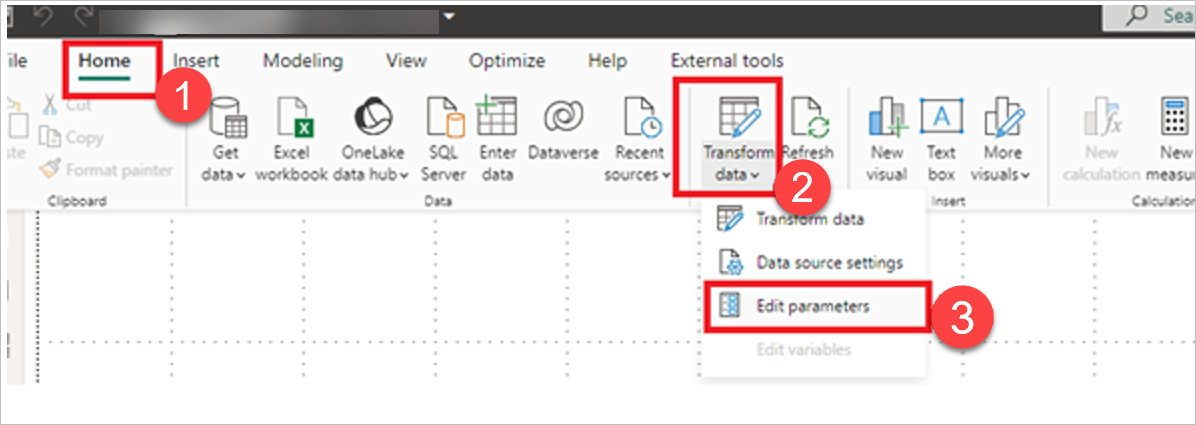 Sea
ile Home Insert Modeling View Optimize Help External tools
1
Cut
Copy
ste
Format painter
Clipboard
Get
data
Excel
workbook
OneLake
data hub
SQL
Server
Enter
data
Dataverse
Recent
sources
Data
Transform
data
Refresh
2
New
visual
Text
box
More
visuals
Insert
New
calculation
New
measu
Calculation
Transform data
Data source settings
Edit parameters
3
Edit variables